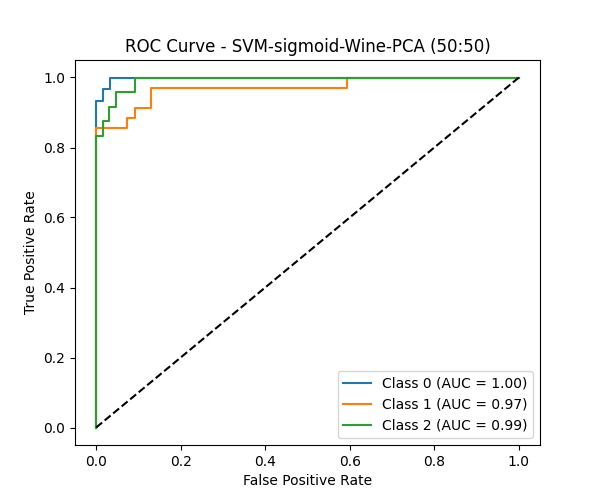 ROC Curve - SVM-sigmoid-Wine-PCA (50:50)
True Positive Rate
1.0
0.8
0.6
0.4
0.2
0.0
Class 0 (AUC = 1.00)
Class 1 (AUC = 0.97)
Class 2 (AUC = 0.99)
0.0 0.2 0.4 0.6 0.8 1.0
False Positive Rate